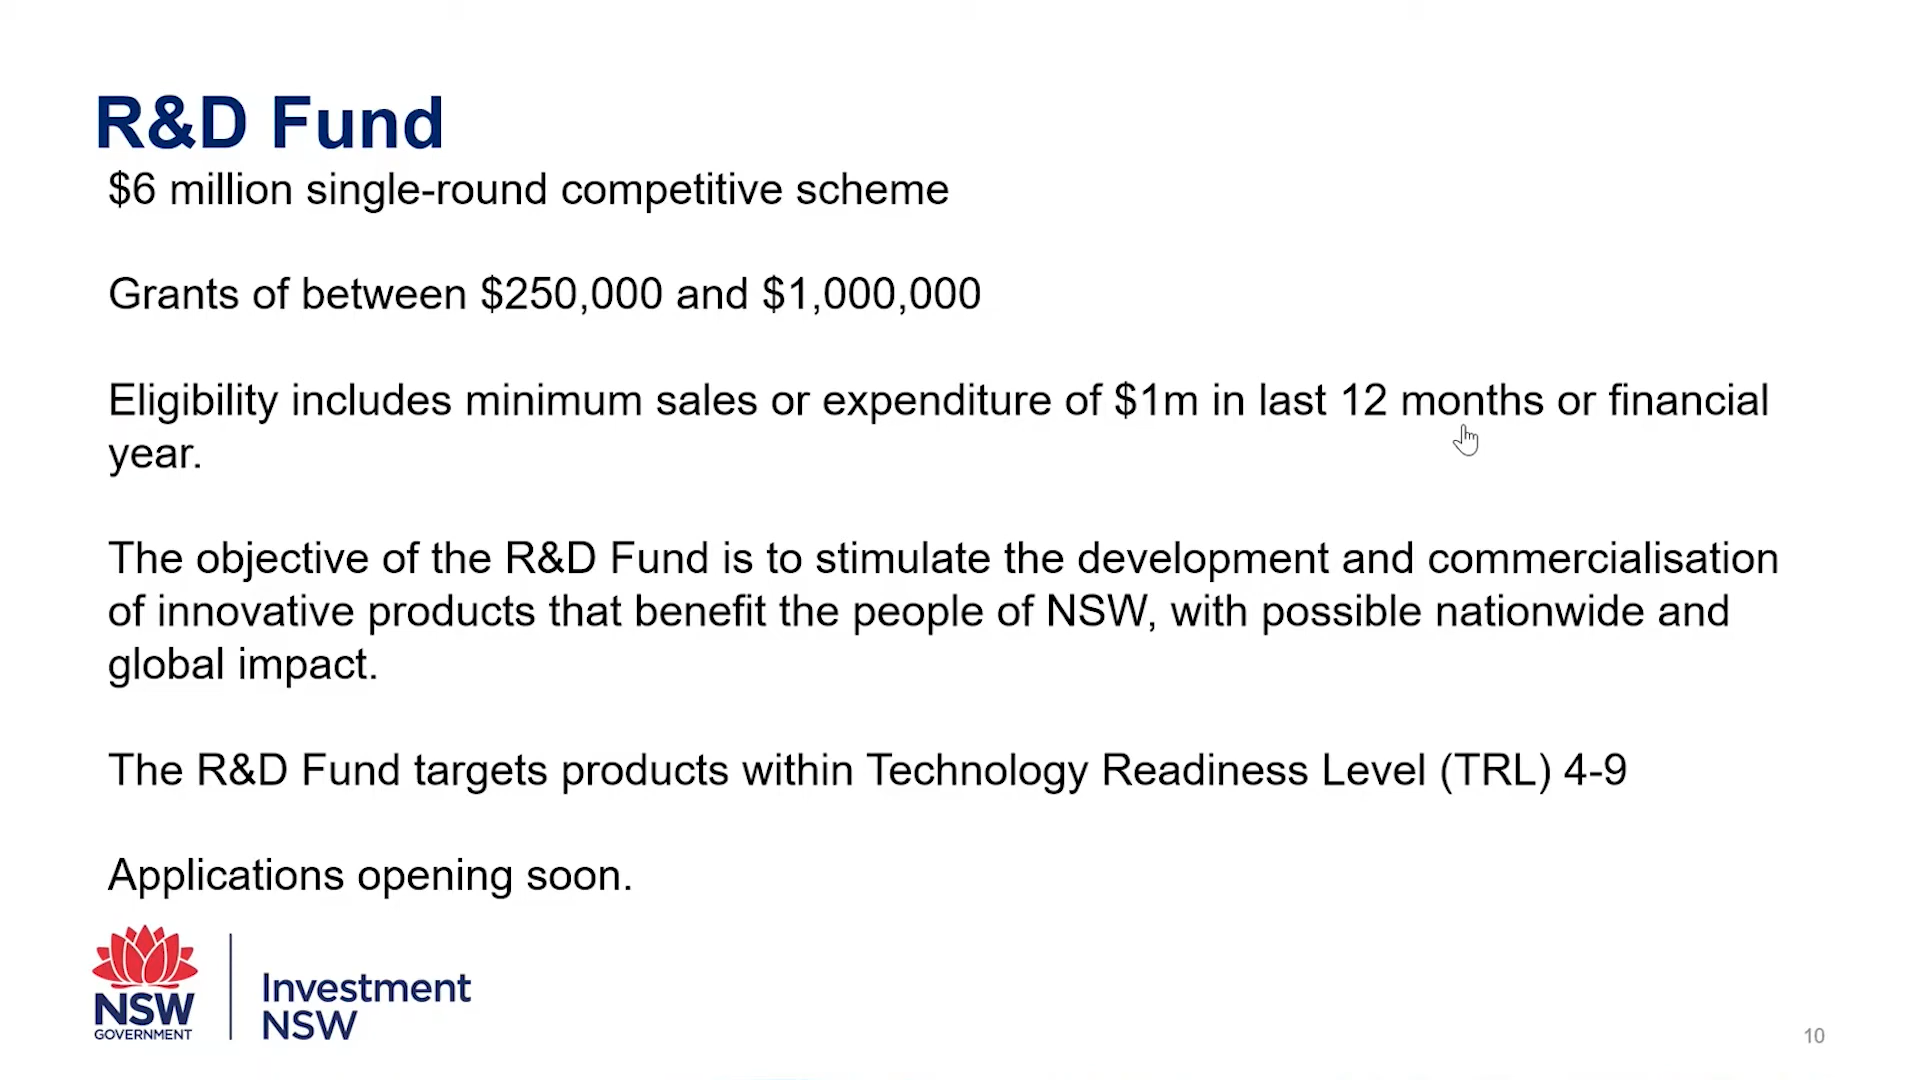 R&D Fund
$6 million single-round competitive scheme
Grants of between $250,000 and $1,000,000
Eligibility includes minimum sales or expenditure of $1m in last 12 months or financial
year.
The objective of the R&D Fund is to stimulate the development and commercialisation
of innovative products that benefit the people of NSW, with possible nationwide and
global impact.
The R&D Fund targets products within Technology Readiness Level (TRL) 4-9
Applications opening soon.
NSW
GOVERNMENT
Investment
NSW
10